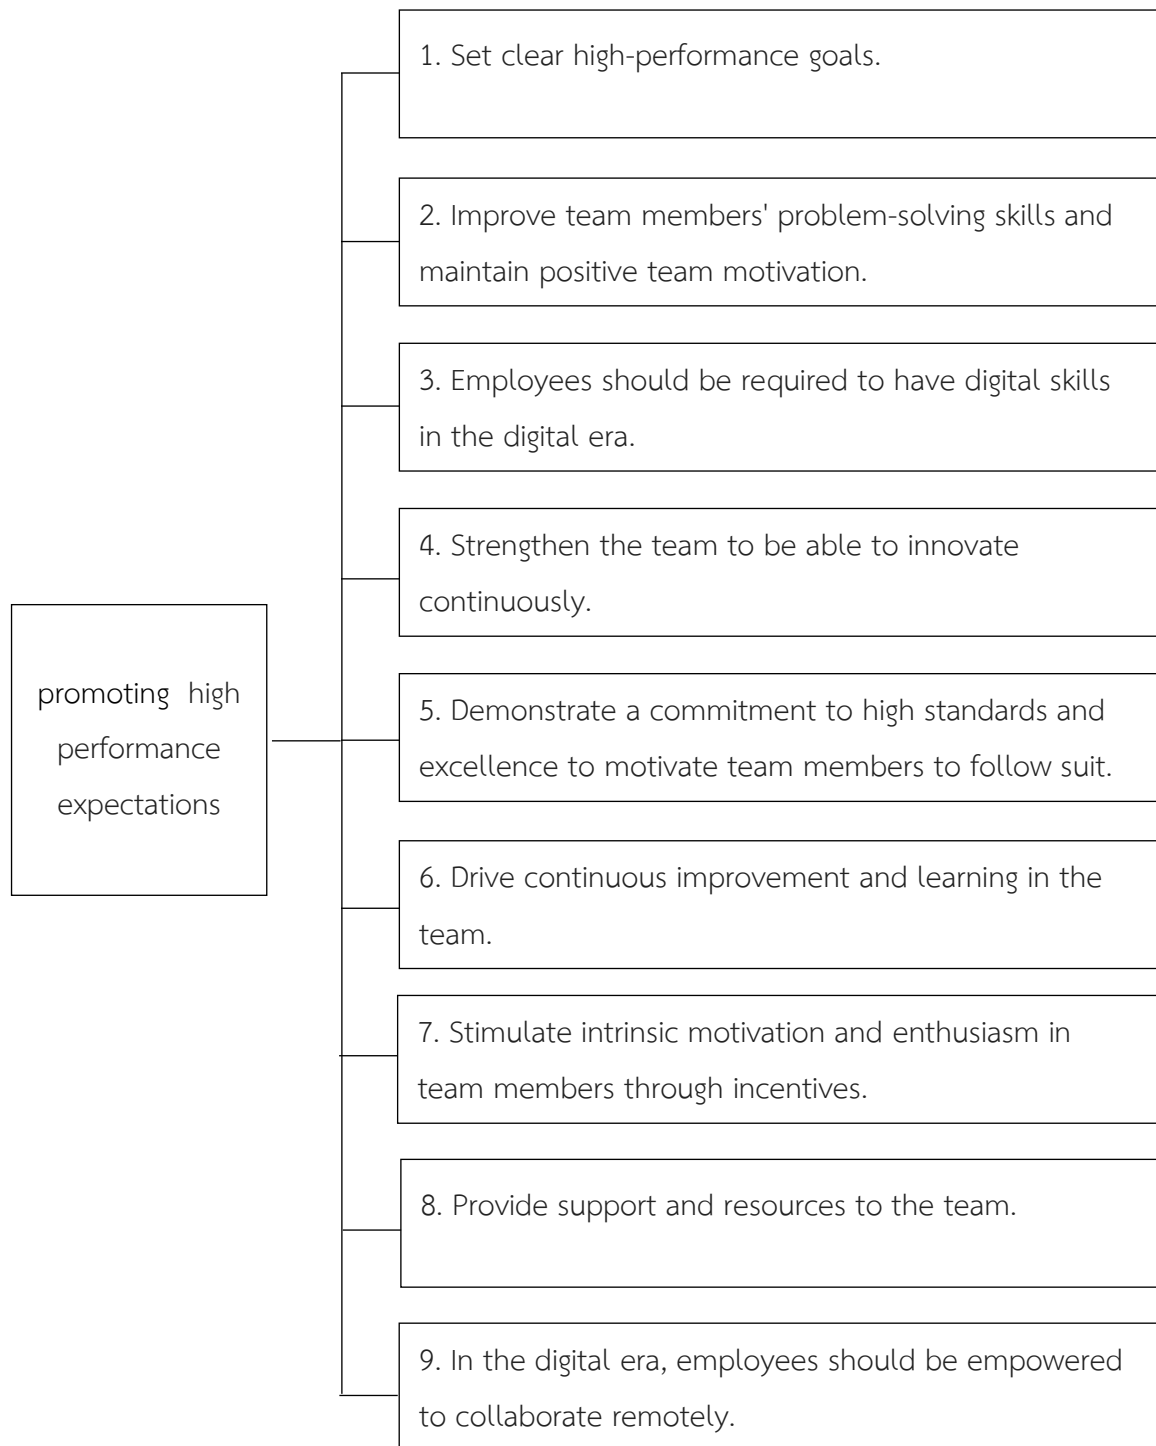 1. Set clear high-performance goals.
2. Improve team members' problem-solving skills and
maintain positive team motivation.
3. Employees should be required to have digital skills
in the digital era.
4. Strengthen the team to be able to innovate
continuously.
promoting high
performance
expectations
5. Demonstrate a commitment to high standards and
excellence to motivate team members to follow suit.
6. Drive continuous improvement and learning in the
team.
7. Stimulate intrinsic motivation and enthusiasm in
team members through incentives.
8. Provide support and resources to the team.
9. In the digital era, employees should be empowered
to collaborate remotely.